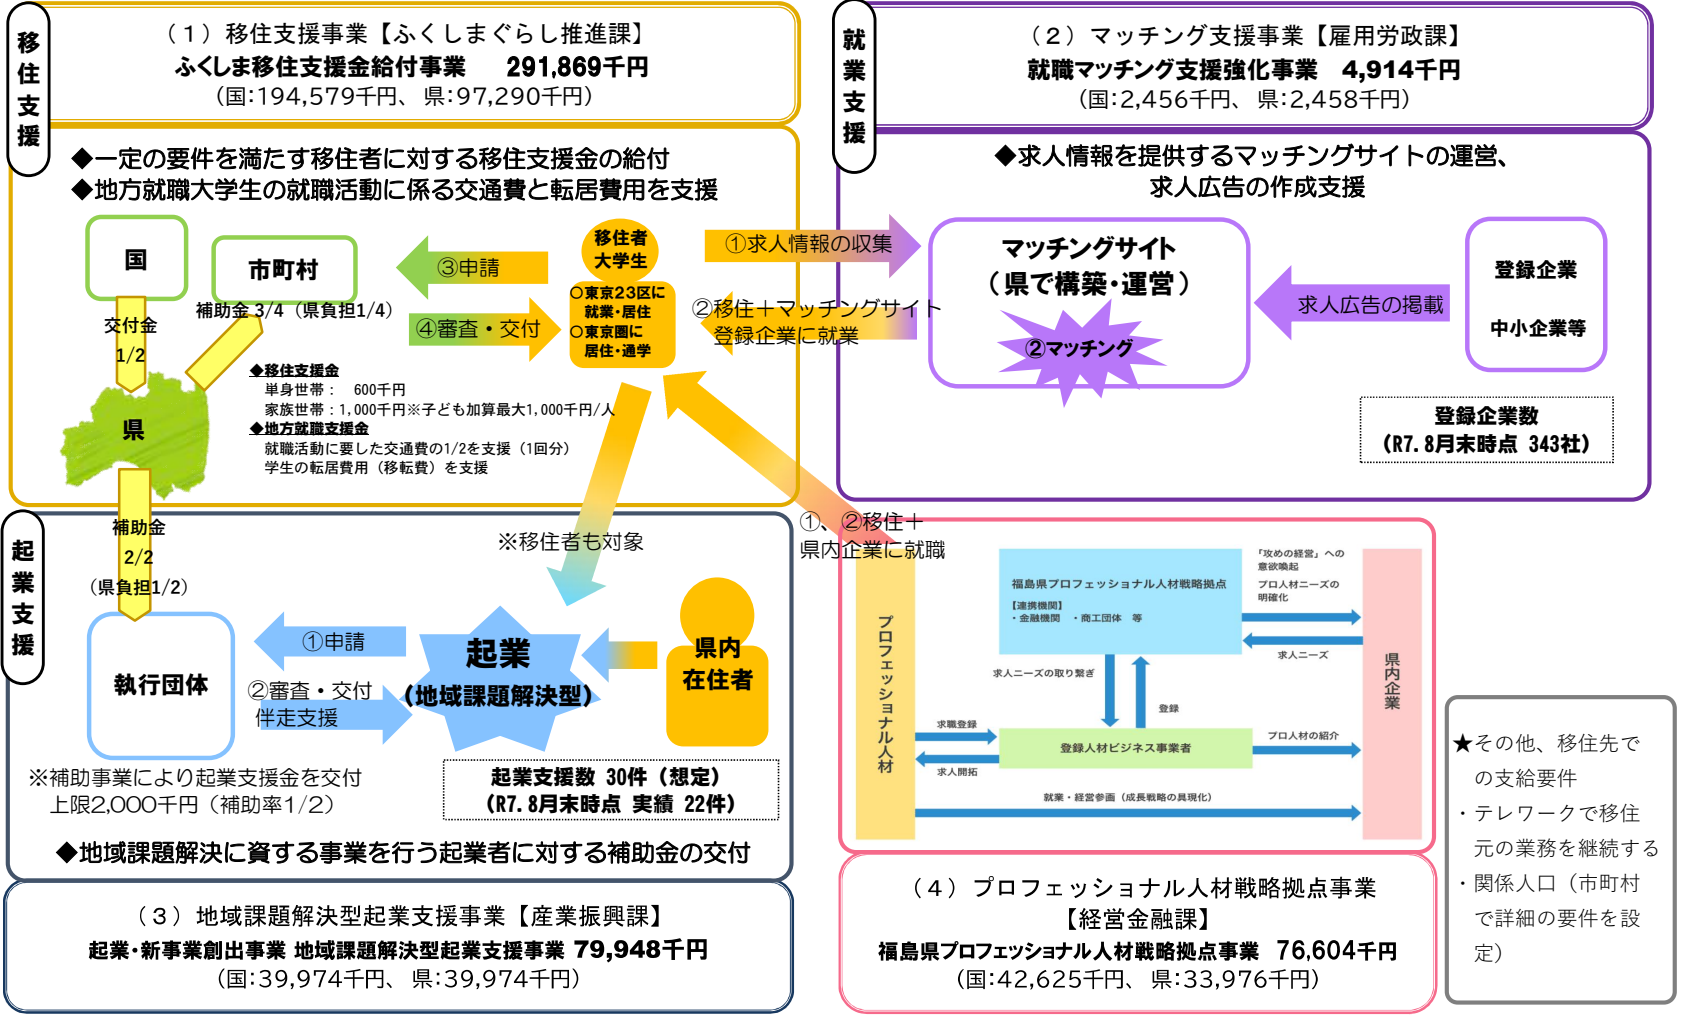 移住支援
（１）移住支援事業【ふくしまぐらし推進課】
ふくしま移住支援金給付事業　291,869千円
（国：194,579千円、 県：97,290千円）
◆一定の要件を満たす移住者に対する移住支援金の給付
◆地方就職大学生の就職活動に係る交通費と転居費用を支援
国
市町村
補助金 3/4（県負担1/4）
交付金
1/2
県
③申請
④審査・交付
移住者
大学生
○東京23区に
就業・居住
○東京圏に
居住・通学
◆移住支援金
単身世帯：　600千円
家族世帯：1,000千円※子ども加算最大1,000千円/人
◆地方就職支援金
就職活動に要した交通費の1/2を支援（1回分）
学生の転居費用（移転費）を支援
①求人情報の収集
②移住＋マッチングサイト
登録企業に就業
就業支援
（２）マッチング支援事業【雇用労政課】
就職マッチング支援強化事業　4,914千円
（国：2,456千円、 県：2,458千円）
◆求人情報を提供するマッチングサイトの運営、
求人広告の作成支援
マッチングサイト
（県で構築・運営）
②マッチング
求人広告の掲載
登録企業
中小企業等
登録企業数
（R7.8月末時点 343社）
起業支援
補助金
2/2
（県負担1/2）
執行団体
①申請
②審査・交付
伴走支援
※移住者も対象
起業
（地域課題解決型）
県内
在住者
※補助事業により起業支援金を交付
上限2,000千円（補助率1/2）
起業支援数 30件（想定）
（R7.8月末時点 実績 22件）
◆地域課題解決に資する事業を行う起業者に対する補助金の交付
（３）地域課題解決型起業支援事業【産業振興課】
起業・新事業創出事業 地域課題解決型起業支援事業 79,948千円
（国：39,974千円、 県：39,974千円）
①、②移住＋
県内企業に就職
プロフェッショナル人材
福島県プロフェッショナル人材戦略拠点
【連携機関】
・金融機関　・商工団体　等
「攻めの経営」への
意欲喚起
プロ人材ニーズの
明確化
求人ニーズ
県内企業
求人ニーズの取り繋ぎ
登録
求職登録
求人開拓
登録人材ビジネス事業者
プロ人材の紹介
就業・経営参画（成長戦略の具現化）
（４）プロフェッショナル人材戦略拠点事業
【経営金融課】
福島県プロフェッショナル人材戦略拠点事業　76,604千円
（国：42,625千円、 県：33,976千円）
★その他、移住先で
の支給要件
・テレワークで移住
元の業務を継続する
・関係人口（市町村
で詳細の要件を設
定）